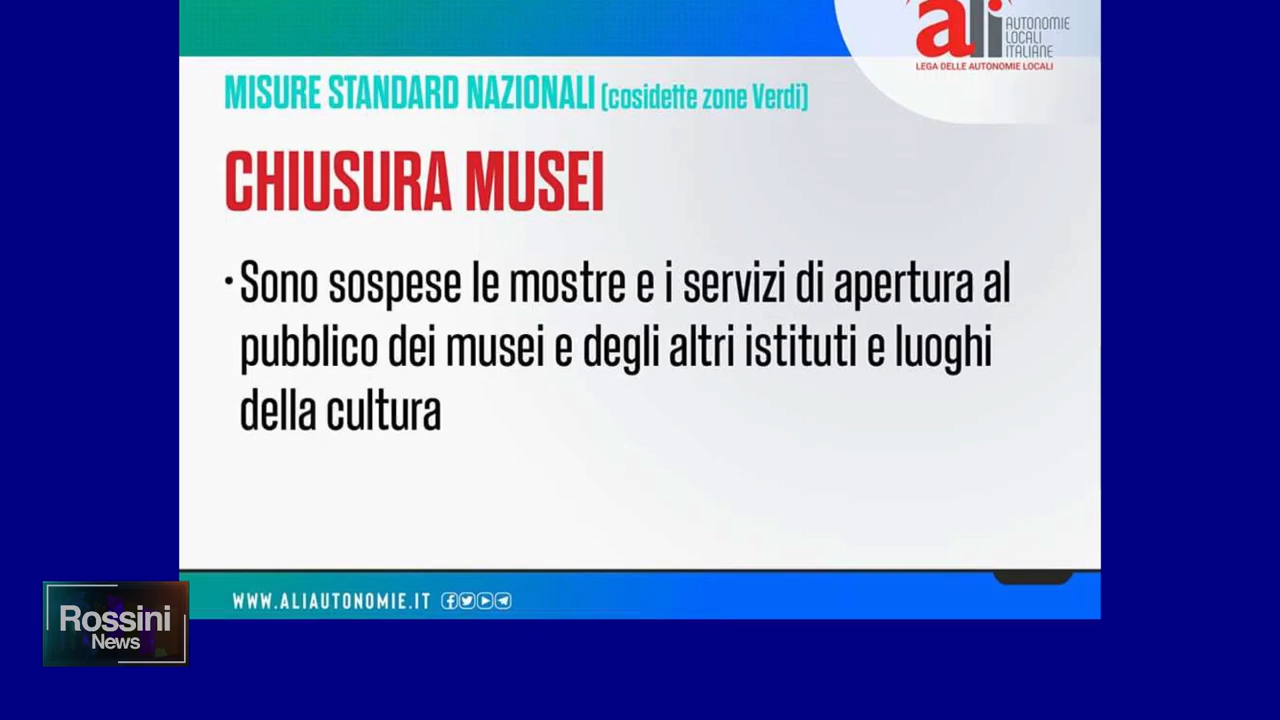 ali AUTONOMIE
LOCALI
ITALIANE
LEGA DELLE AUTONOMIE LOCALI
MISURE STANDARD NAZIONALI (cosidette zone Verdi)
CHIUSURA MUSEI
• Sono sospese le mostre e i servizi di apertura al
pubblico dei musei e degli altri istituti e luoghi
della cultura
WWW.ALIAUTONOMIE.IT
Rossini
News